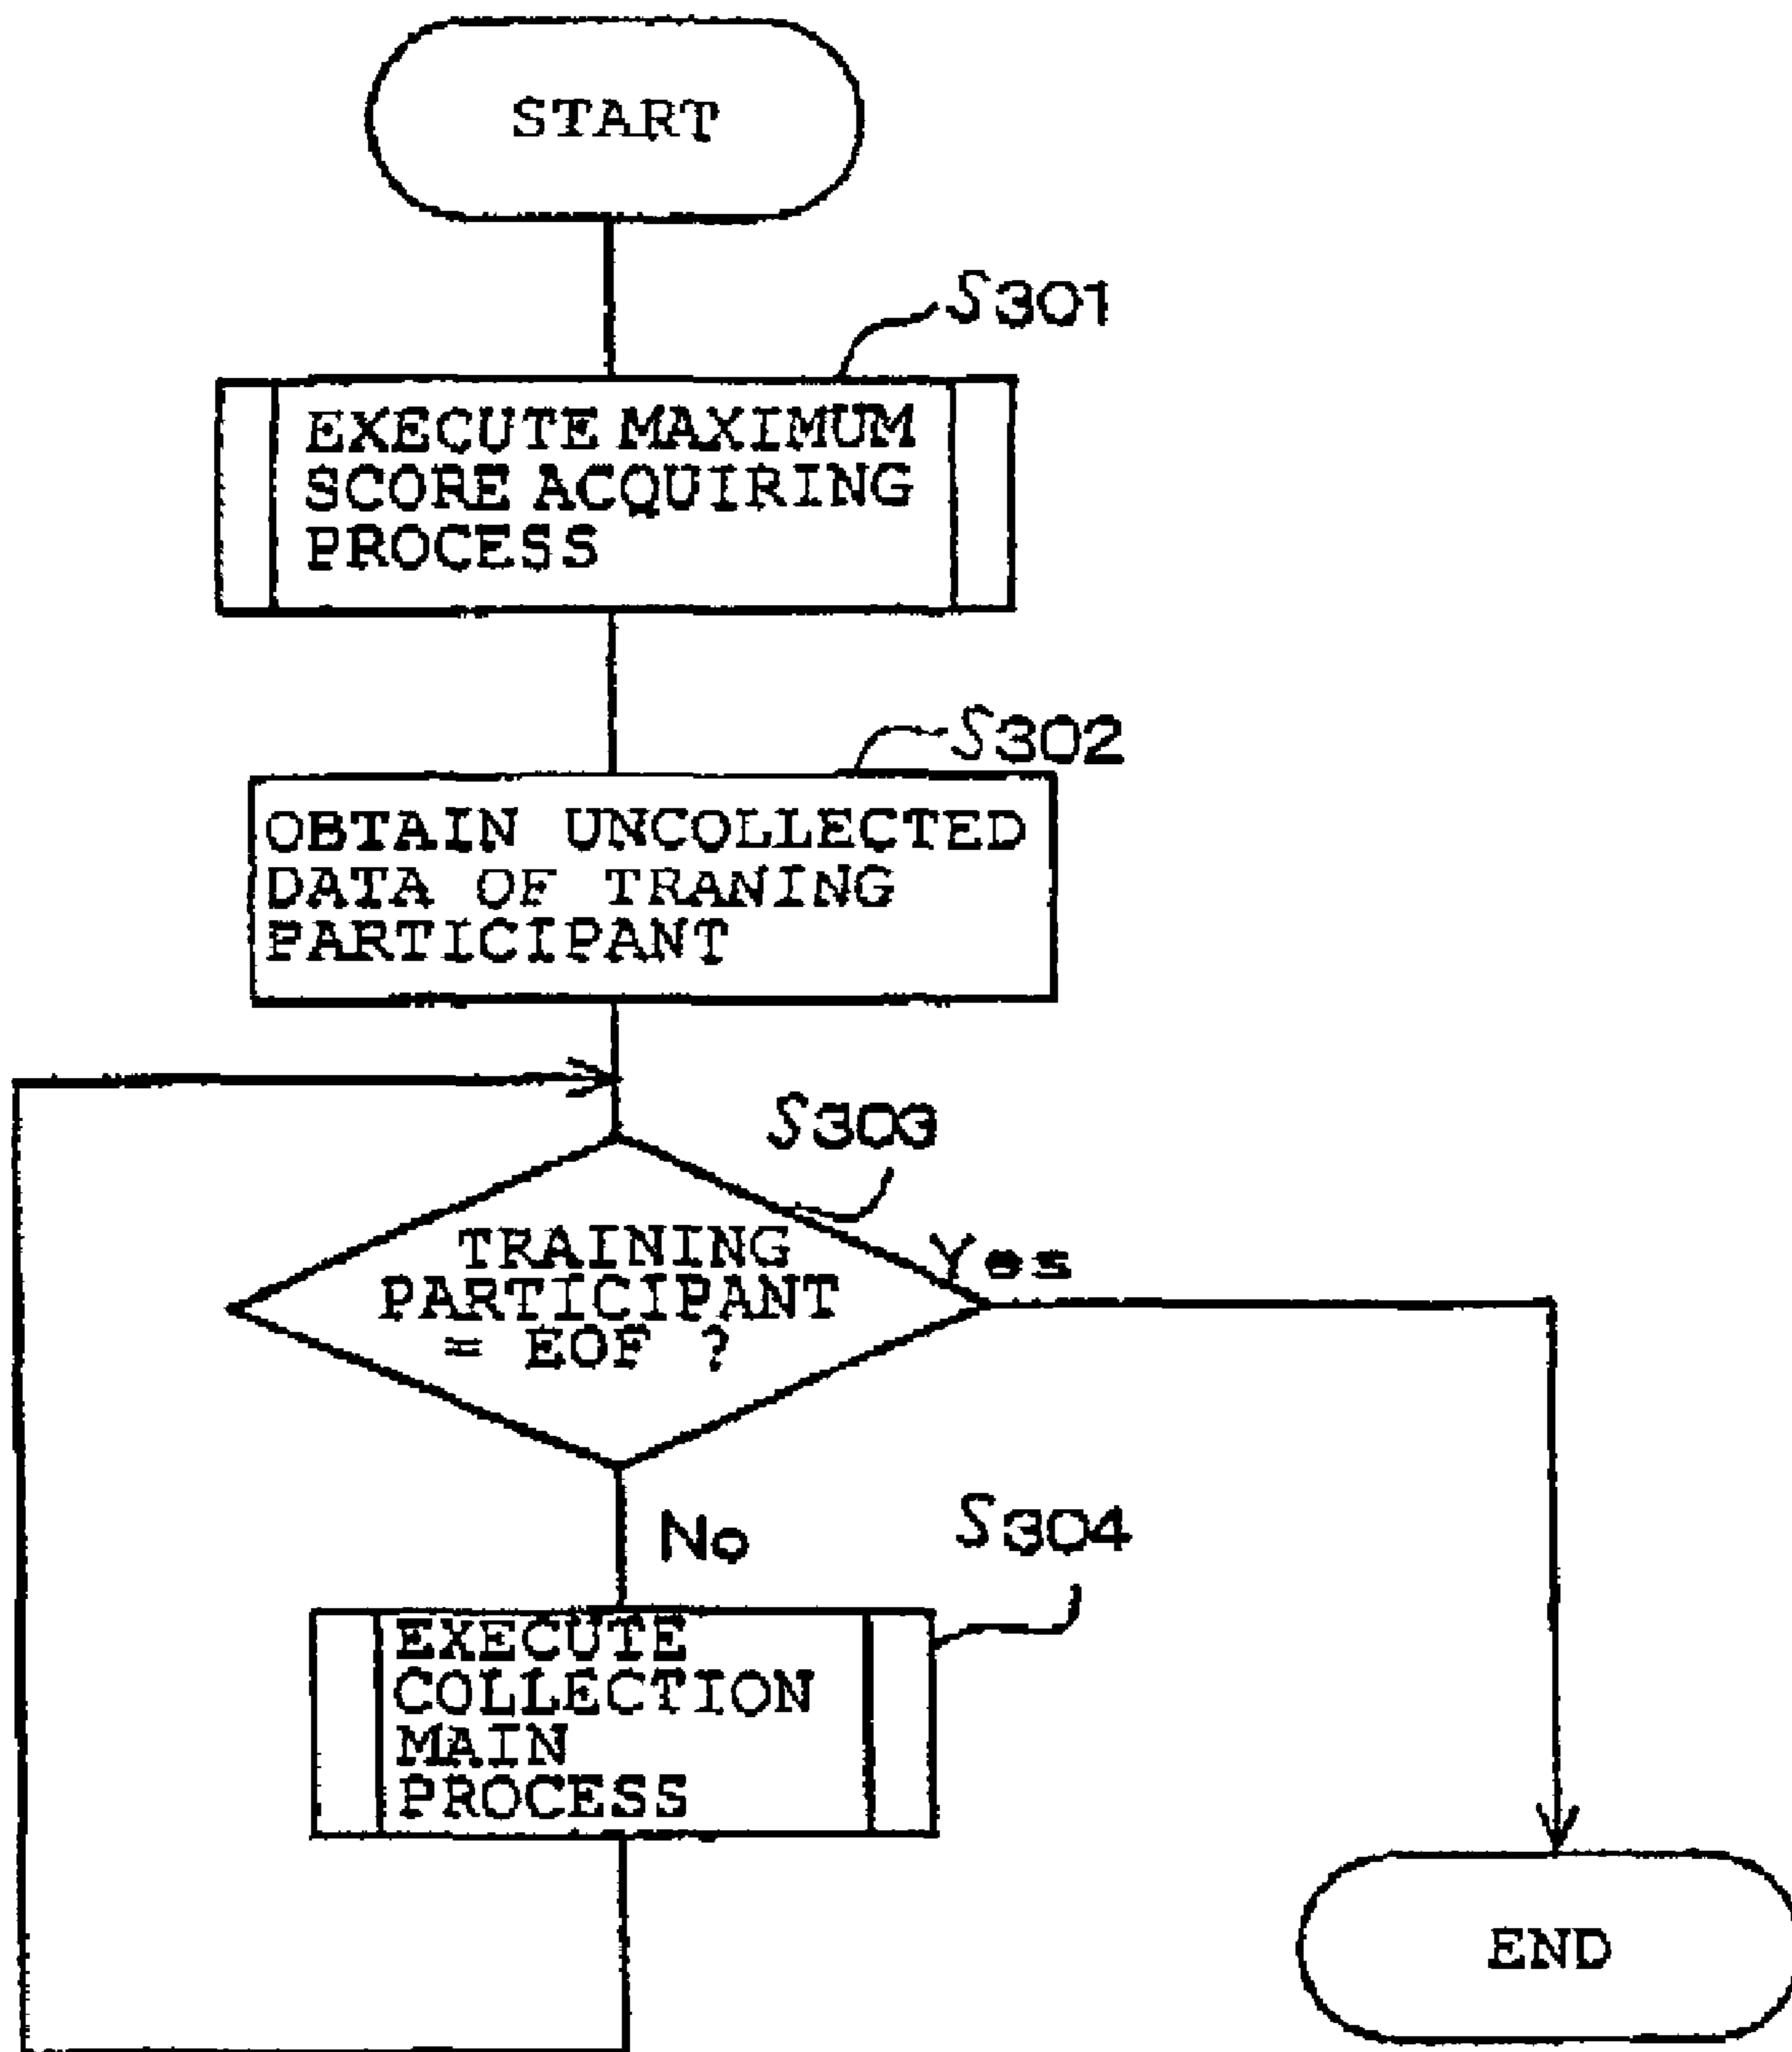 START
S301
EXECUTE MAXIMUM
SCORE ACQUIRING
PROCESS
S302
OBTAIN UNCOLLECTED
DATA OF TRANING
PARTICIPANT
S303
TRAINING
PARTICIPANT
= EOF ?
Yes
No
S304
EXECUTE
COLLECTION
MAIN
PROCESS
END